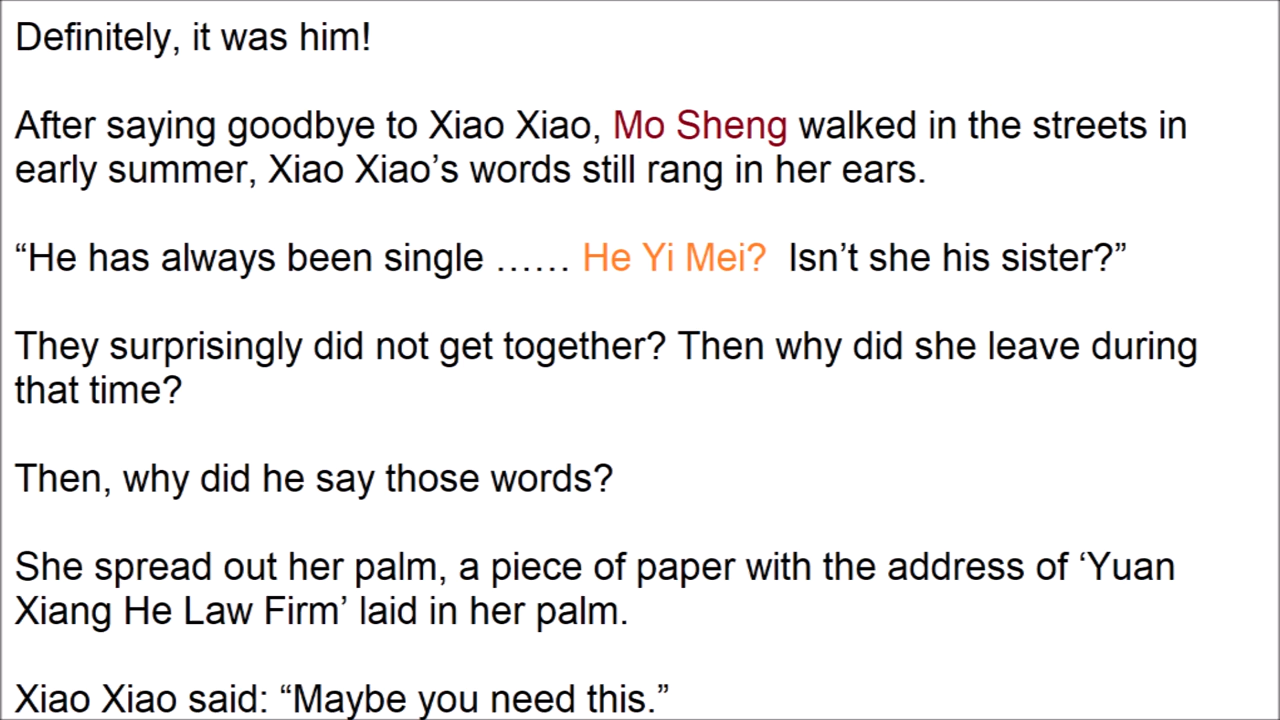 Definitely, it was him!
After saying goodbye to Xiao Xiao, Mo Sheng walked in the streets in
early summer, Xiao Xiao’s words still rang in her ears.
“He has always been single …… He Yi Mei?  Isn’t she his sister?”
They surprisingly did not get together? Then why did she leave during
that time?
Then, why did he say those words?
She spread out her palm, a piece of paper with the address of ‘Yuan
Xiang He Law Firm’ laid in her palm.
Xiao Xiao said: “Maybe you need this.”